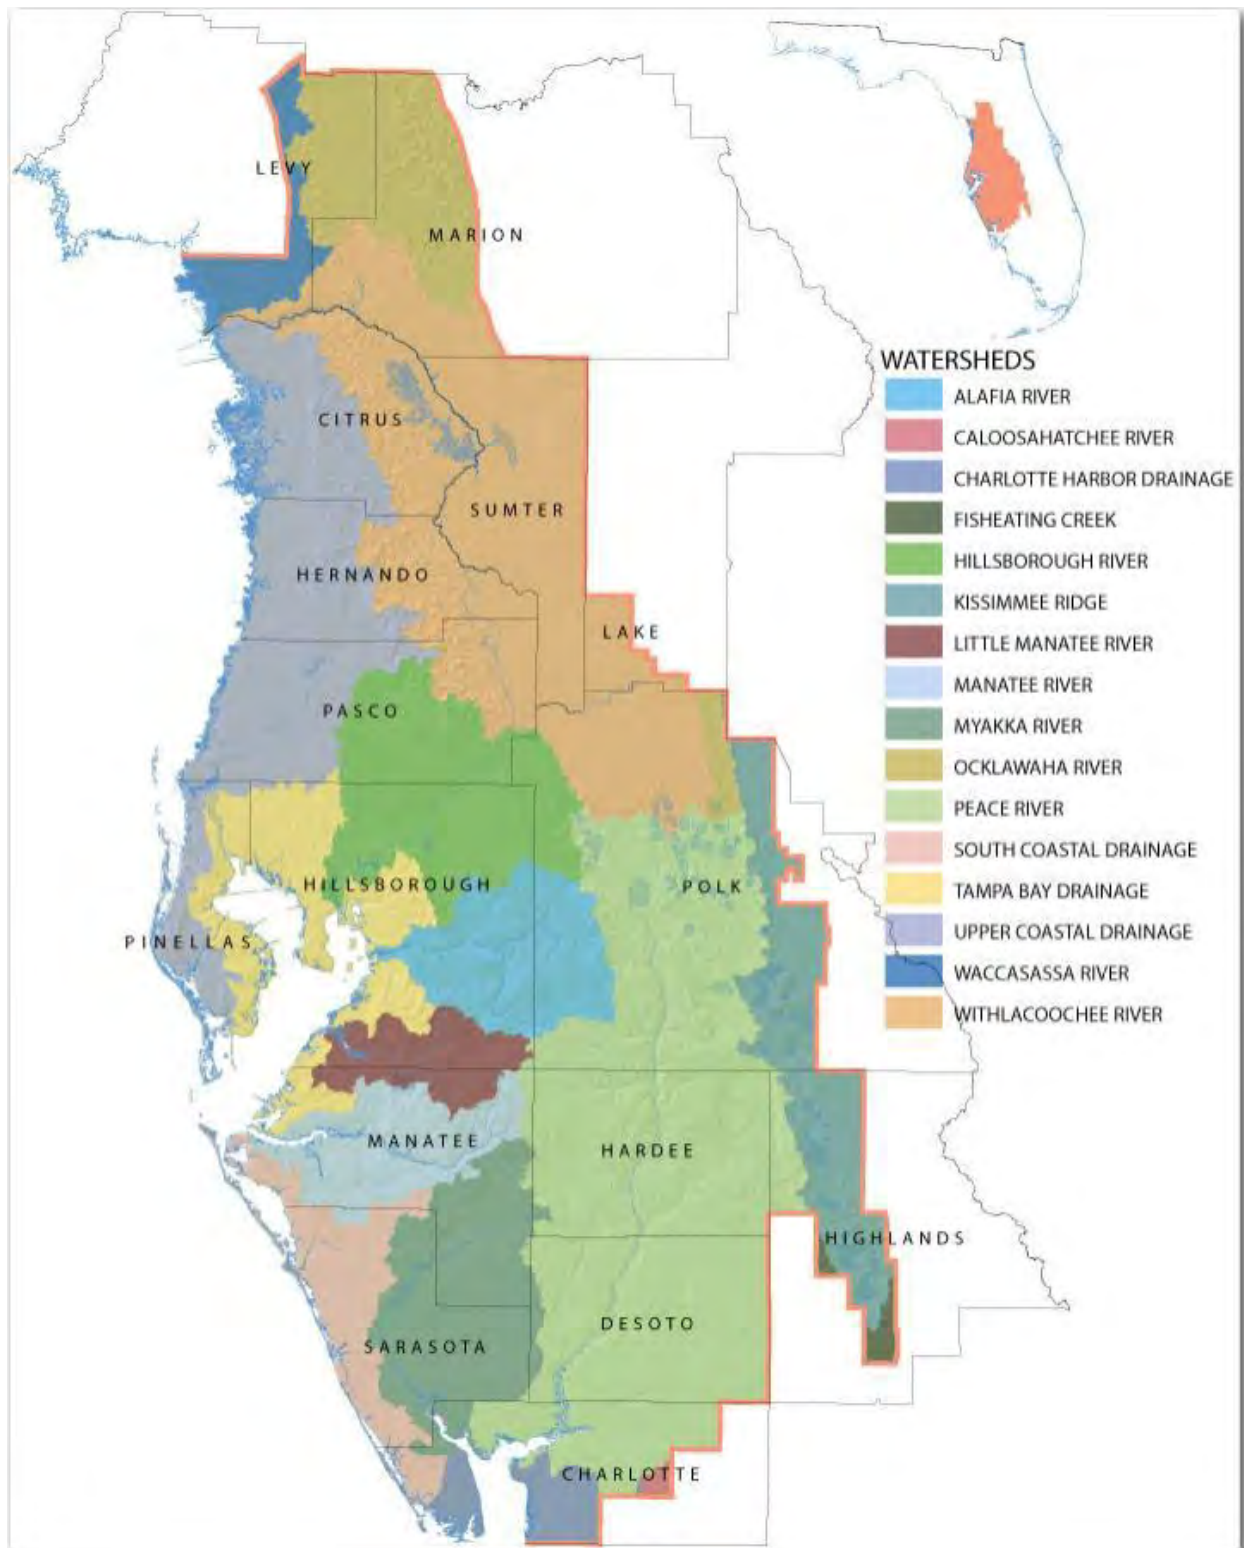 LEVY
MARION
WATERSHEDS
ALAFIA RIVER
CALOOSAHATCHEE RIVER
CHARLOTTE HARBOR DRAINAGE
FISHEATING CREEK
HILLSBOROUGH RIVER
KISSIMMEE RIDGE
LITTLE MANATEE RIVER
MANATEE RIVER
MYAKKA RIVER
OCKLAWAHA RIVER
PEACE RIVER
SOUTH COASTAL DRAINAGE
TAMPA BAY DRAINAGE
UPPER COASTAL DRAINAGE
WACCASASSA RIVER
WITHLACOOCHEE RIVER
CITRUS
SUMTER
HERNANDO
LAKE
PASCO
HILLSBOROUGH
POLK
PINELLAS
MANATEE
HARDEE
HIGHLANDS
DESOTO
SARASOTA
CHARLOTTE